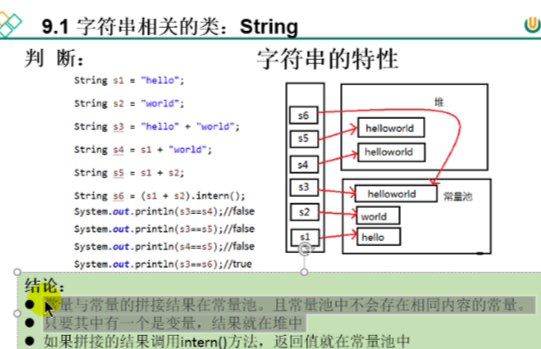 9.1 字符串相关的类：String
判 断：
字符串的特性
String s1 = "hello";
String s2 = "world";
String s3 = "hello" + "world";
String s4 = s1 + "world";
String s5 = s1 + s2;
String s6 = (s1 + s2).intern();
System.out.println(s3==s4);//false
System.out.println(s3==s5);//false
System.out.println(s4==s5);//false
System.out.println(s3==s6);//true
s6
s5
s4
s3
s2
s1
堆
helloworld
helloworld
helloworld
常量池
world
hello
结论：
常量与常量的拼接结果在常量池。且常量池中不会存在相同内容的常量。
只要其中有一个是变量，结果就在堆中
如果拼接的结果调用intern()方法，返回值就在常量池中